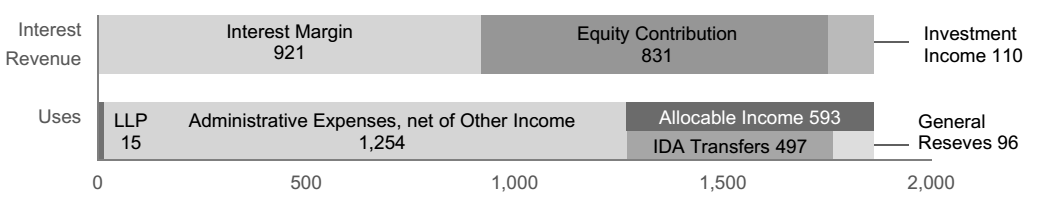 Interest
Revenue
Interest Margin
921
Equity Contribution
831
Investment
Income 110
Uses
LLP
15
Administrative Expenses, net of Other Income
1,254
Allocable Income 593
IDA Transfers 497
General
Reseves 96
0
500
1,000
1,500
2,000